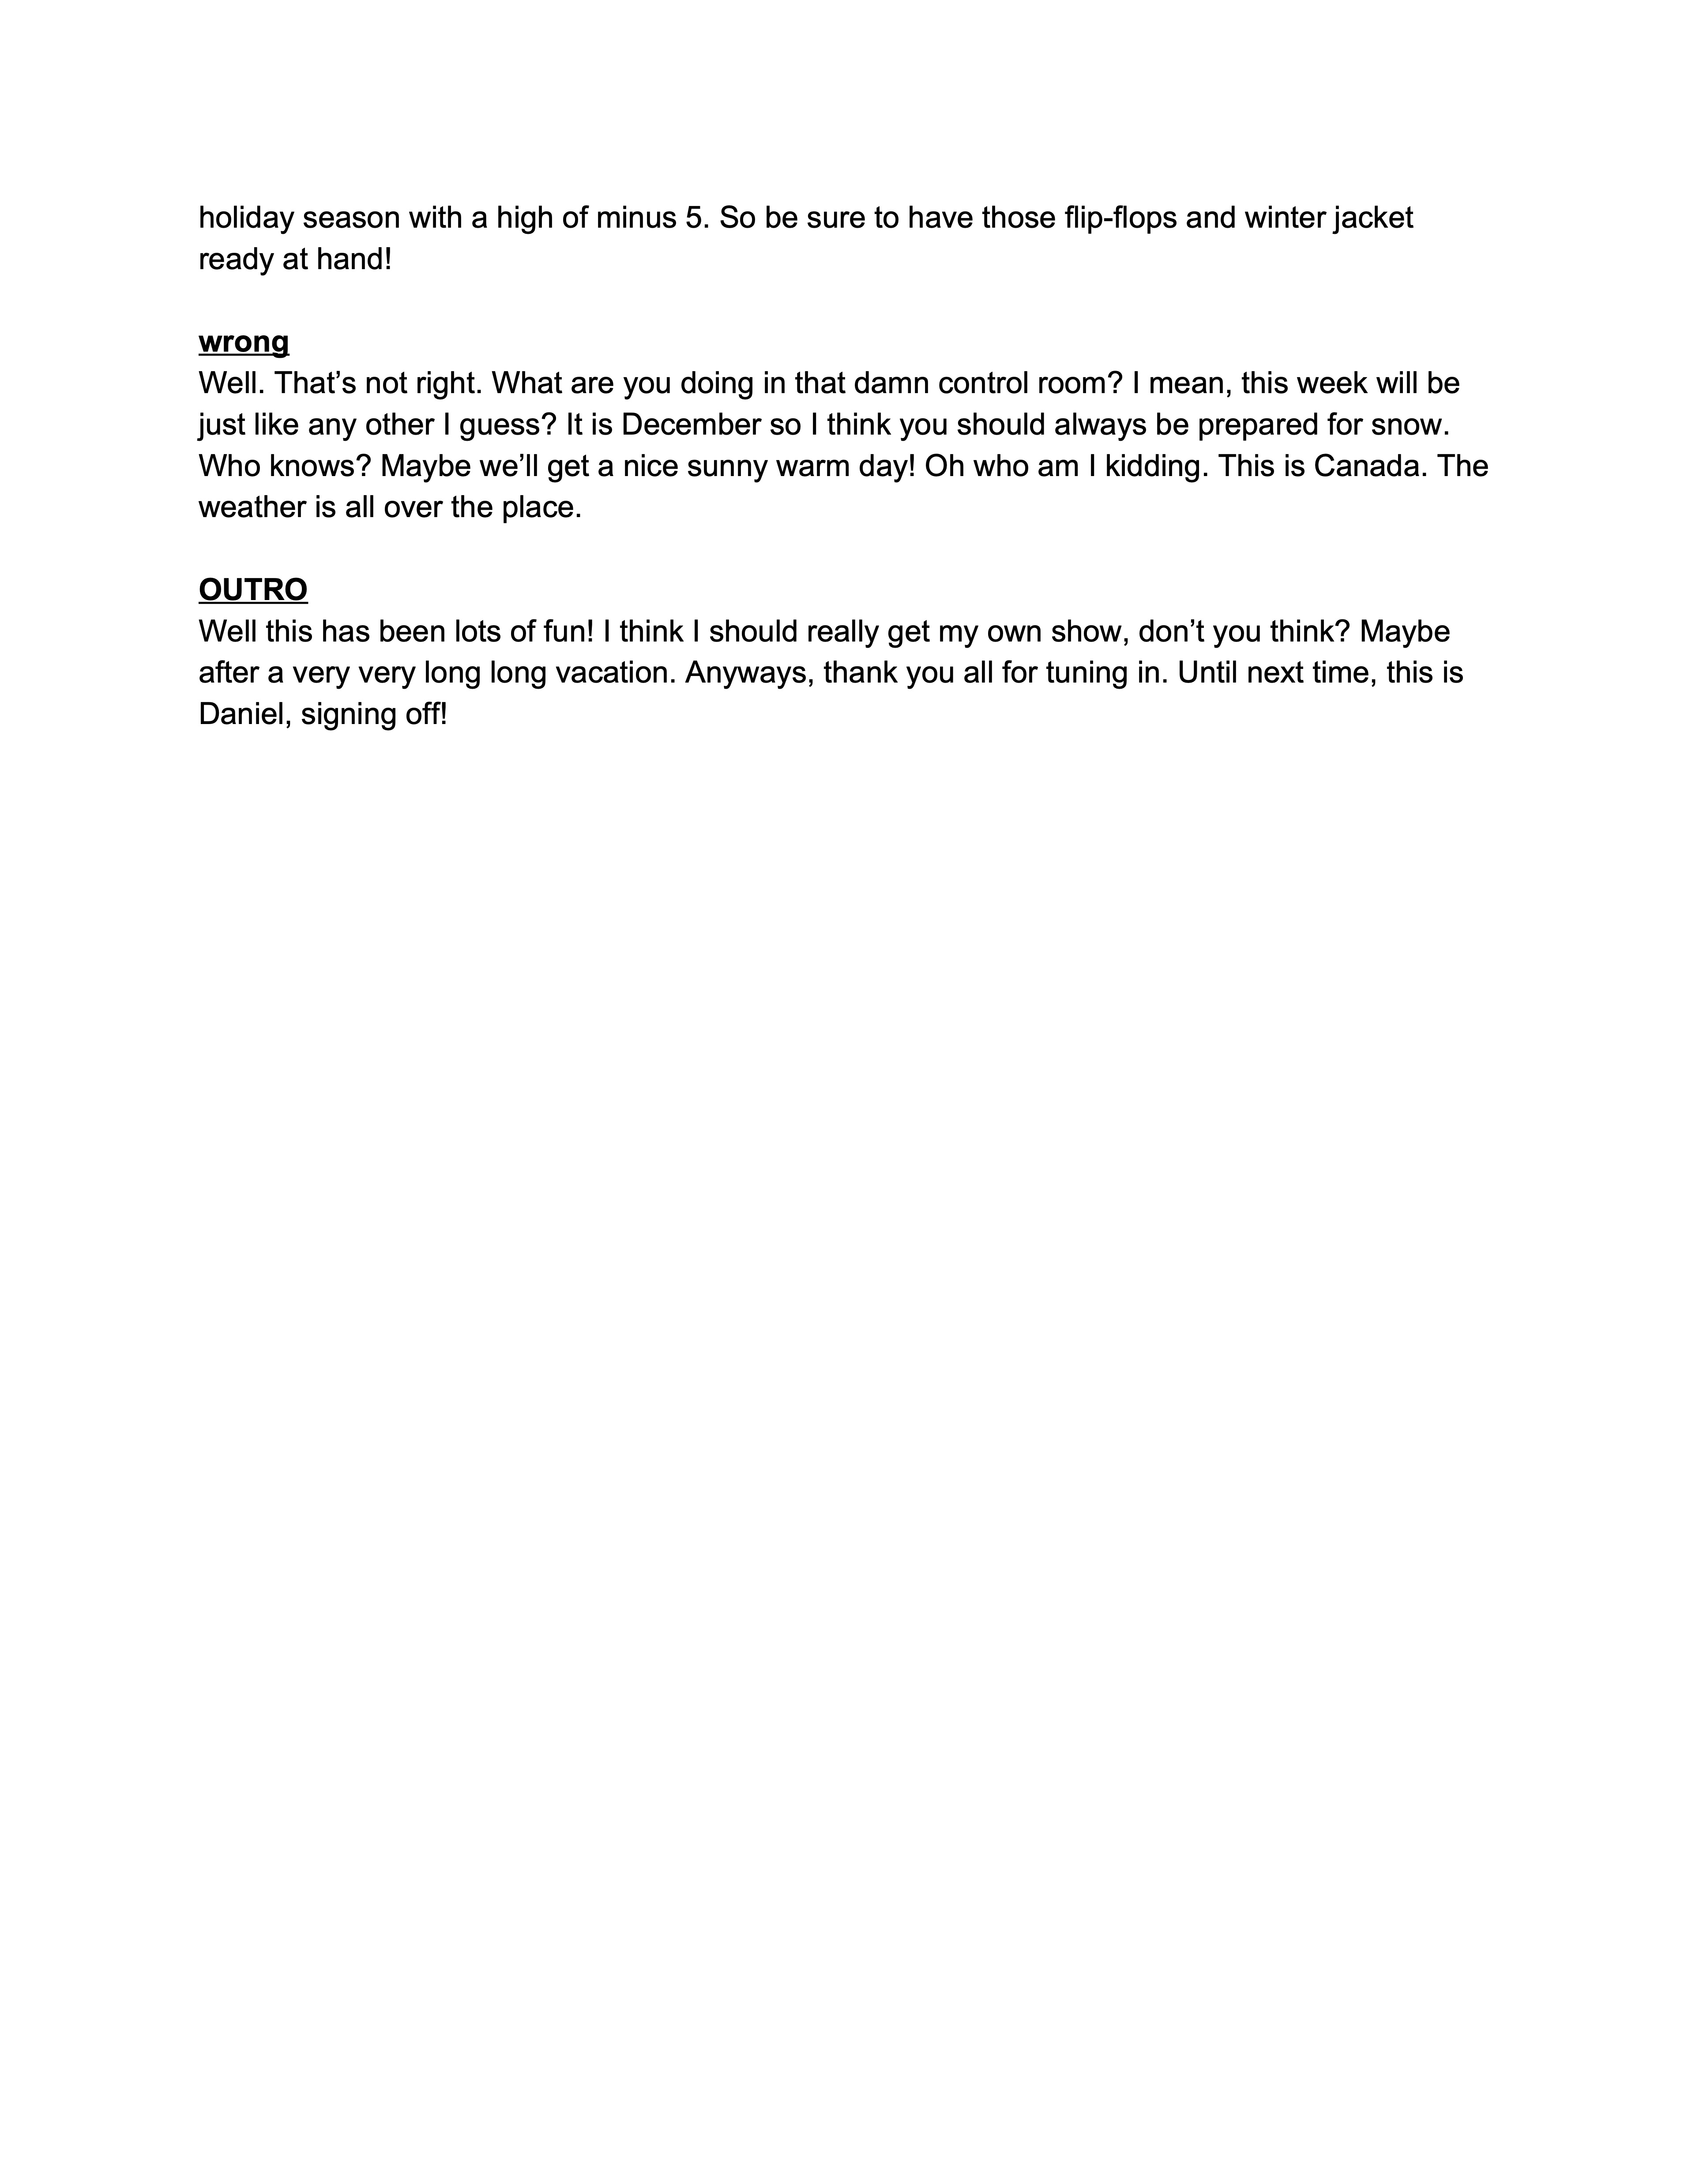 holiday season with a high of minus 5. So be sure to have those flip-flops and winter jacket
ready at hand!
wrong
Well. That’s not right. What are you doing in that damn control room? I mean, this week will be
just like any other I guess? It is December so I think you should always be prepared for snow.
Who knows? Maybe we’ll get a nice sunny warm day! Oh who am I kidding. This is Canada. The
weather is all over the place.
OUTRO
Well this has been lots of fun! I think I should really get my own show, don’t you think? Maybe
after a very very long long vacation. Anyways, thank you all for tuning in. Until next time, this is
Daniel, signing off!